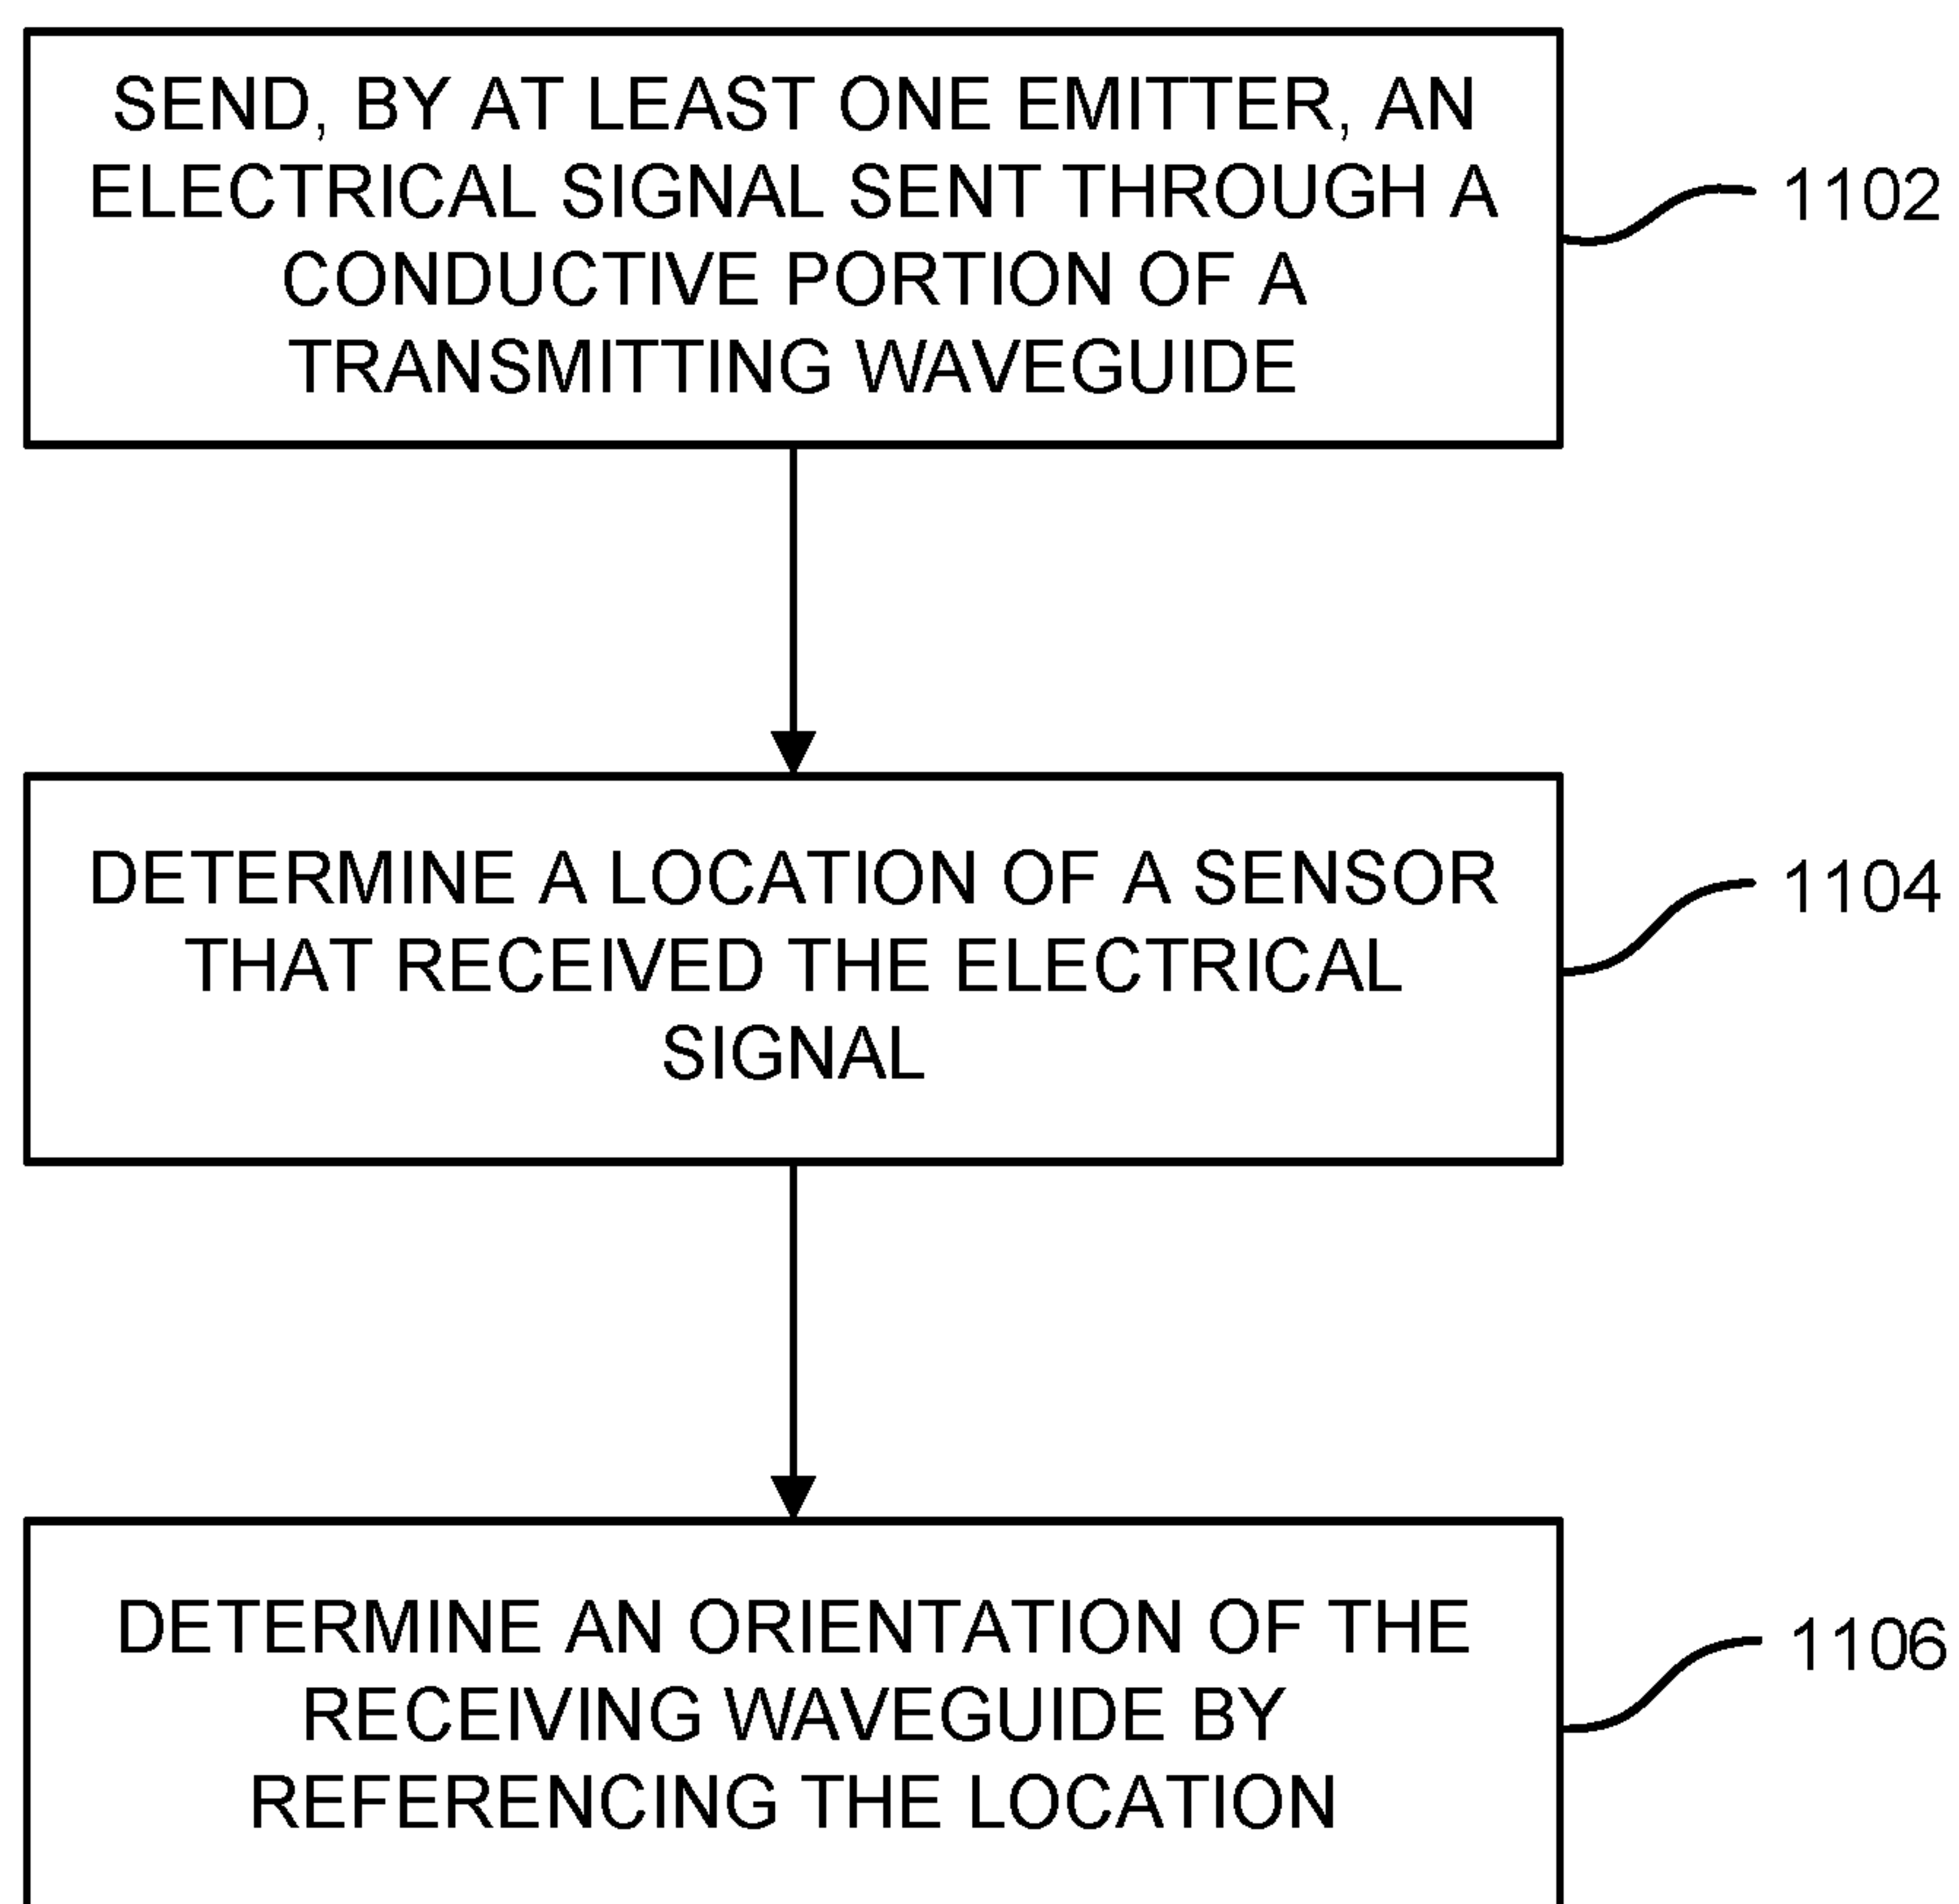 SEND, BY AT LEAST ONE EMITTER, AN
ELECTRICAL SIGNAL SENT THROUGH A
CONDUCTIVE PORTION OF A
TRANSMITTING WAVEGUIDE
1102
DETERMINE A LOCATION OF A SENSOR
THAT RECEIVED THE ELECTRICAL
SIGNAL
1104
DETERMINE AN ORIENTATION OF THE
RECEIVING WAVEGUIDE BY
REFERENCING THE LOCATION
1106